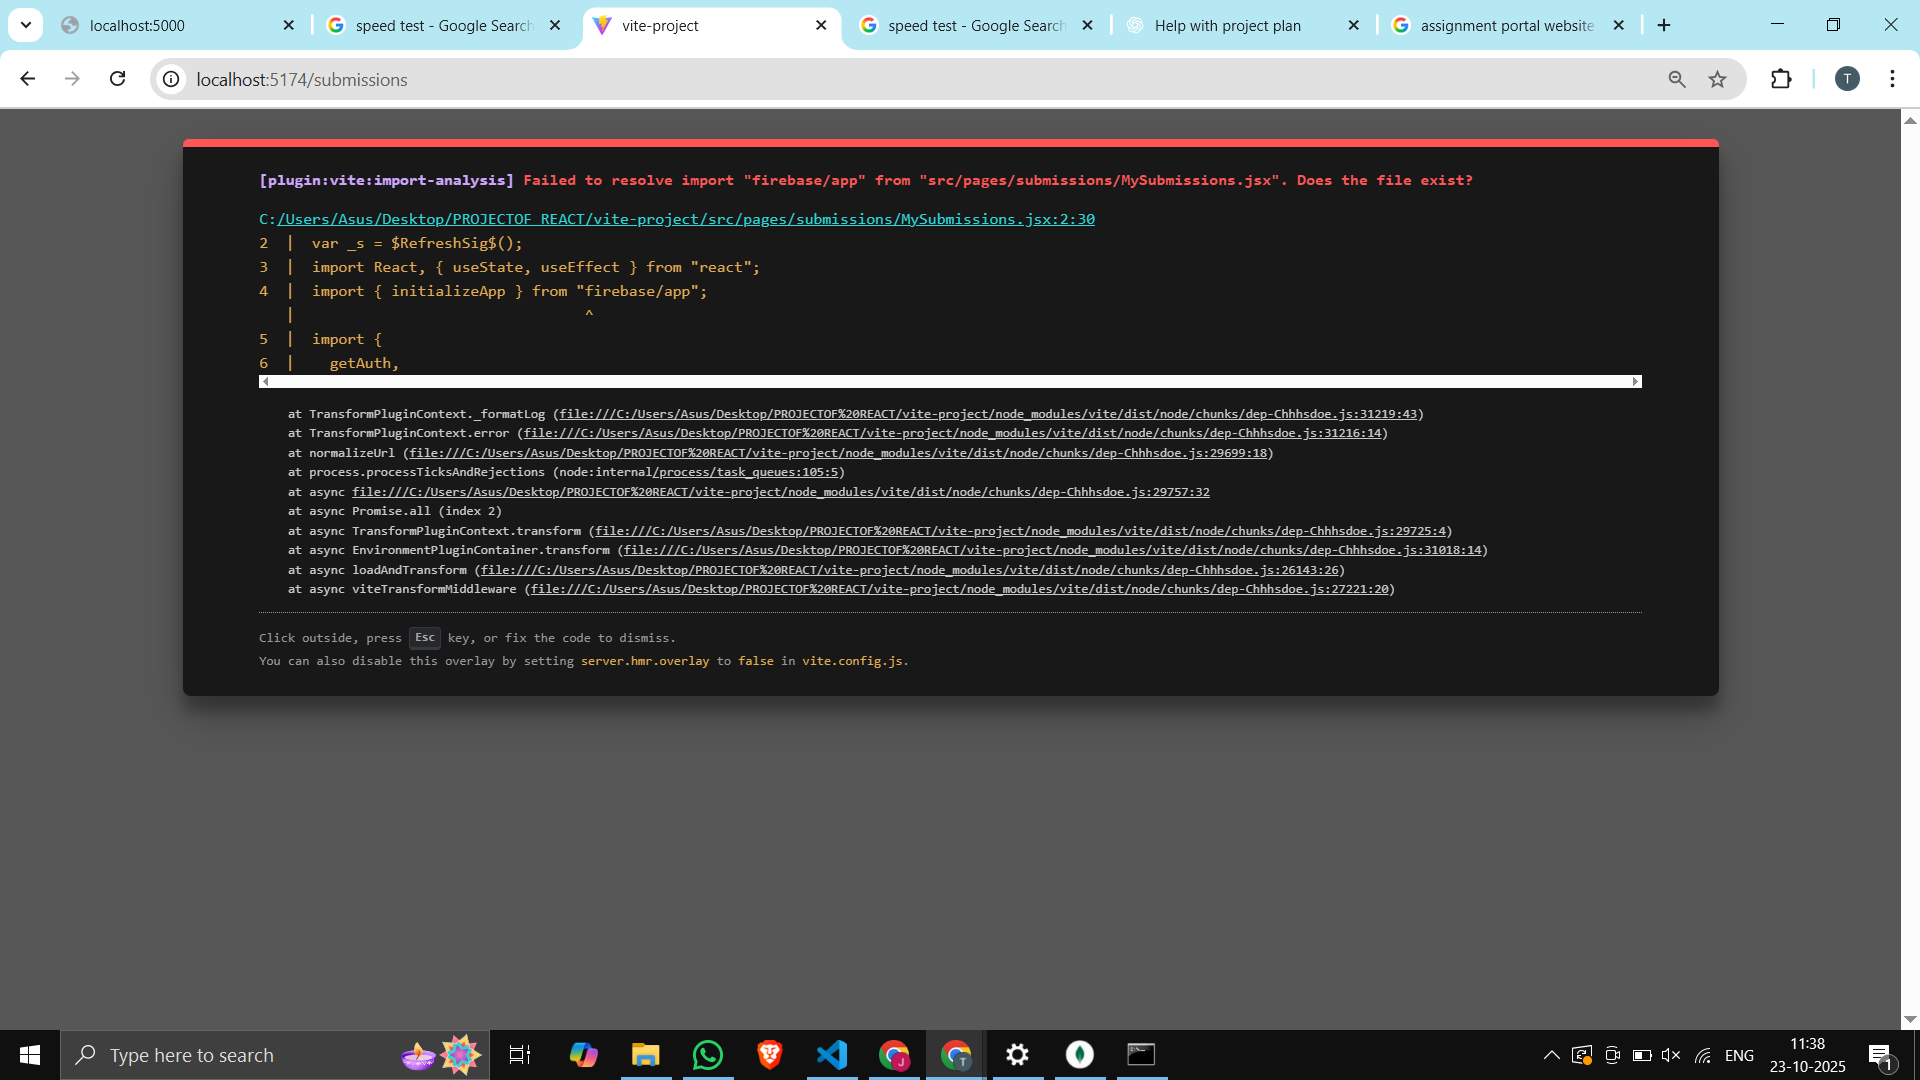 localhost:5000
speed test - Google Search
vite-project
speed test - Google Search
Help with project plan
assignment portal website
localhost:5174/submissions
T
[plugin:vite:import-analysis] Failed to resolve import "firebase/app" from "src/pages/submissions/MySubmissions.jsx". Does the file exist?
C:/Users/Asus/Desktop/PROJECTOF REACT/vite-project/src/pages/submissions/MySubmissions.jsx:2:30
2  |  var _s = $RefreshSig$();
3  |  import React, { useState, useEffect } from "react";
4  |  import { initializeApp } from "firebase/app";
   |                                 ^
5  |  import {
6  |    getAuth,
at TransformPluginContext._formatLog (file:///C:/Users/Asus/Desktop/PROJECTOF%20REACT/vite-project/node_modules/vite/dist/node/chunks/dep-Chhhsdoe.js:31219:43)
at TransformPluginContext.error (file:///C:/Users/Asus/Desktop/PROJECTOF%20REACT/vite-project/node_modules/vite/dist/node/chunks/dep-Chhhsdoe.js:31216:14)
at normalizeUrl (file:///C:/Users/Asus/Desktop/PROJECTOF%20REACT/vite-project/node_modules/vite/dist/node/chunks/dep-Chhhsdoe.js:29699:18)
at process.processTicksAndRejections (node:internal/process/task_queues:105:5)
at async file:///C:/Users/Asus/Desktop/PROJECTOF%20REACT/vite-project/node_modules/vite/dist/node/chunks/dep-Chhhsdoe.js:29757:32
at async Promise.all (index 2)
at async TransformPluginContext.transform (file:///C:/Users/Asus/Desktop/PROJECTOF%20REACT/vite-project/node_modules/vite/dist/node/chunks/dep-Chhhsdoe.js:29725:4)
at async EnvironmentPluginContainer.transform (file:///C:/Users/Asus/Desktop/PROJECTOF%20REACT/vite-project/node_modules/vite/dist/node/chunks/dep-Chhhsdoe.js:31018:14)
at async loadAndTransform (file:///C:/Users/Asus/Desktop/PROJECTOF%20REACT/vite-project/node_modules/vite/dist/node/chunks/dep-Chhhsdoe.js:26143:26)
at async viteTransformMiddleware (file:///C:/Users/Asus/Desktop/PROJECTOF%20REACT/vite-project/node_modules/vite/dist/node/chunks/dep-Chhhsdoe.js:27221:20)
Click outside, press Esc key, or fix the code to dismiss.
You can also disable this overlay by setting server.hmr.overlay to false in vite.config.js.
Type here to search
J
T
ENG
11:38
23-10-2025
1